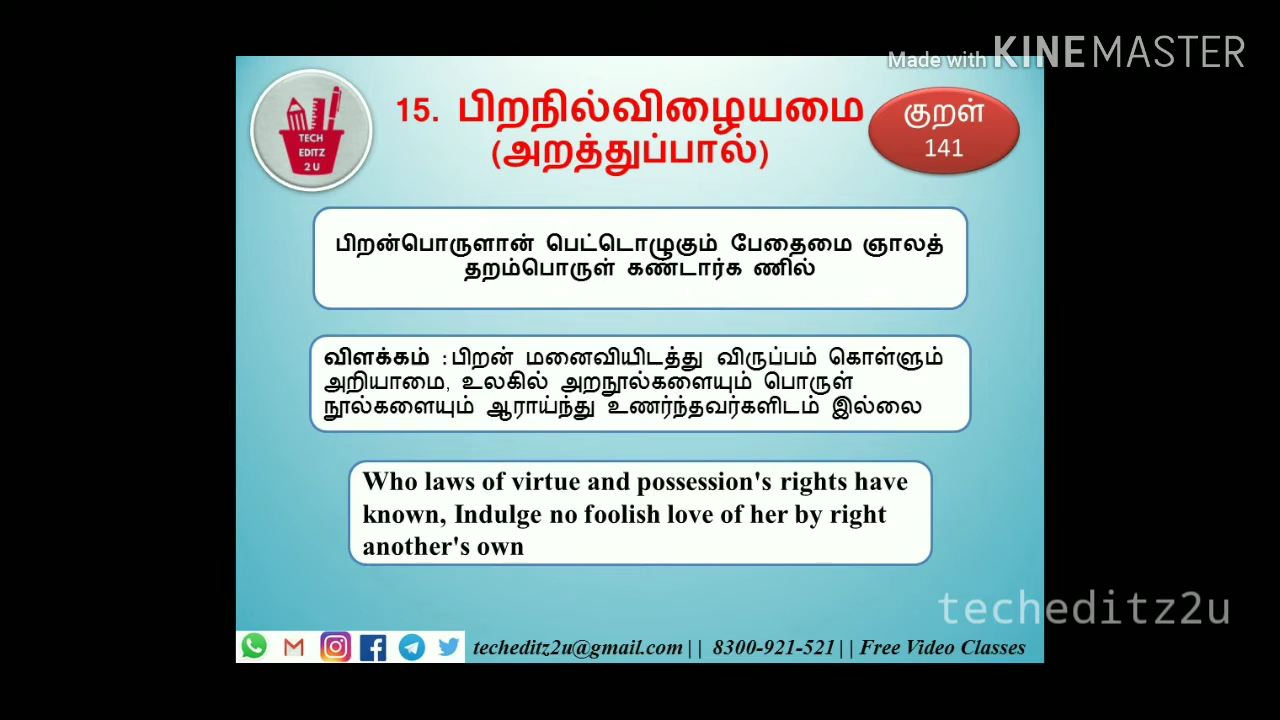 Made with KINEMASTER
TECH
EDITZ
2 U
15. பிறநில்விழையமை
(அறத்துப்பால்)
குறள்
141
பிறன்பொருளான் பெட்டொழுகும் பேதைமை ஞாலத்
தறம்பொருள் கண்டார்க ணில்
விளக்கம் :பிறன் மனைவியிடத்து விருப்பம் கொள்ளும்
அறியாமை, உலகில் அறநூல்களையும் பொருள்
நூல்களையும் ஆராய்ந்து உணர்ந்தவர்களிடம் இல்லை
Who laws of virtue and possession's rights have
known, Indulge no foolish love of her by right
another's own
techeditz2u
techeditz2u@gmail.com || 8300-921-521 || Free Video Classes